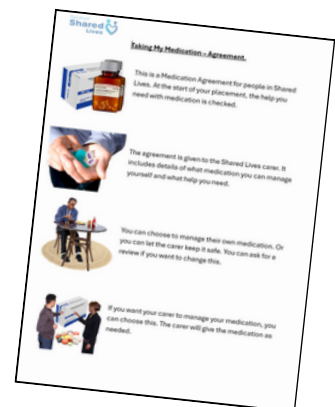 Shared
Lives
Taking My Medication – Agreement.
This is a Medication Agreement for people in Shared
Lives. At the start of your placement, the help you
need with medication is checked.
The agreement is given to the Shared Lives carer. It
includes details of what medication you can manage
yourself and what help you need.
You can choose to manage their own medication. Or
you can let the carer keep it safe. You can ask for a
review if you want to change this.
If you want your carer to manage your medication, you
can choose this. The carer will give the medication as
needed.